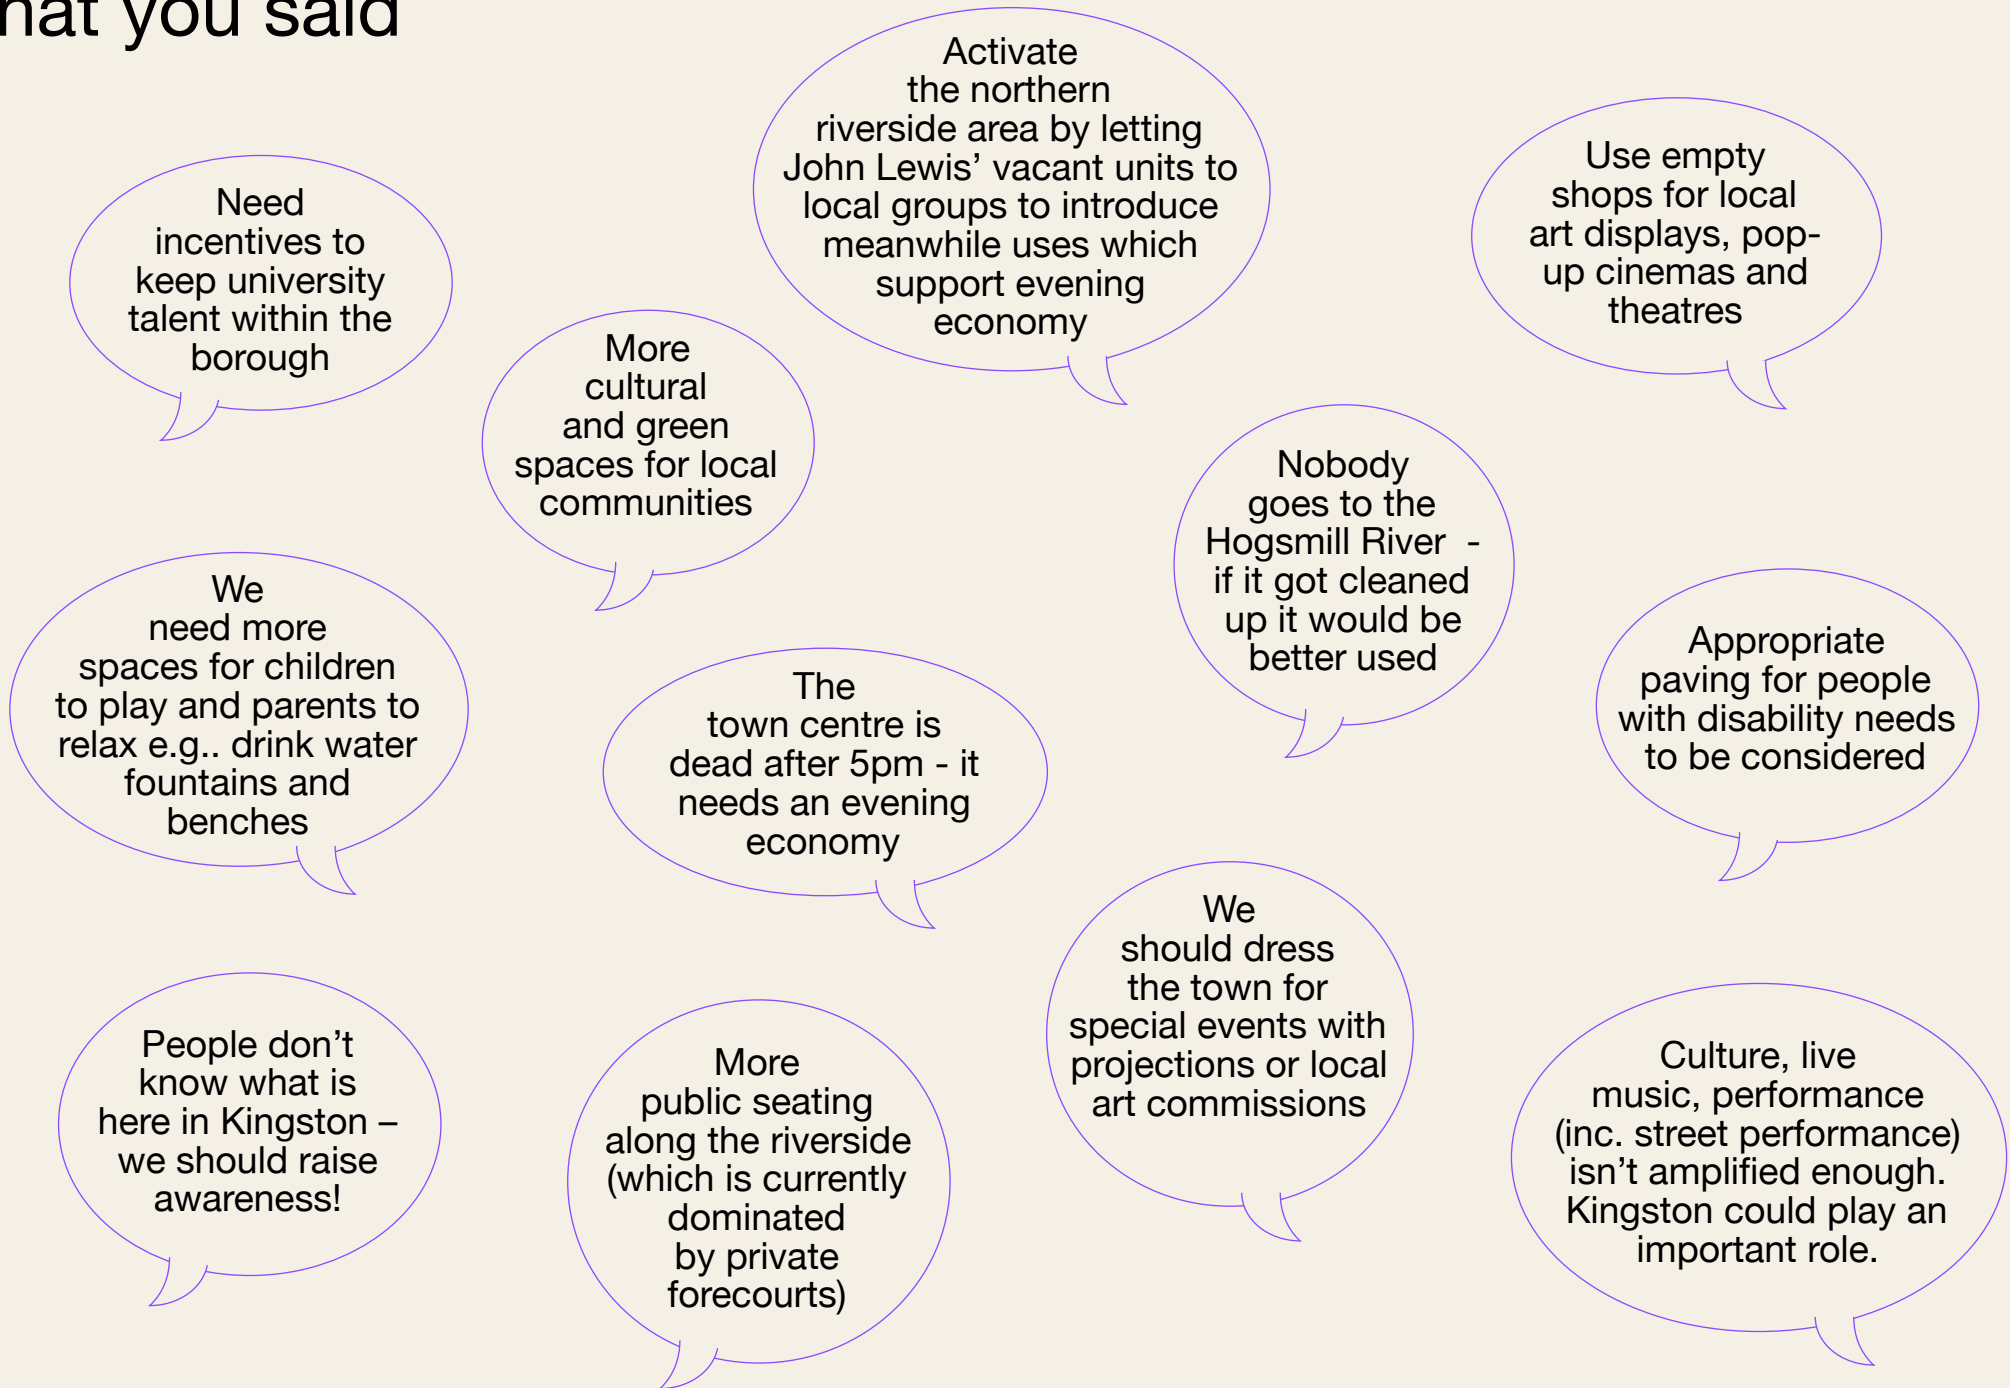 hat you said
Activate
the northern
riverside area by letting
John Lewis’ vacant units to
local groups to introduce
meanwhile uses which
support evening
economy
Use empty
shops for local
art displays, pop-
up cinemas and
theatres
Need
incentives to
keep university
talent within the
borough
More
cultural
and green
spaces for local
communities
Nobody
goes to the
Hogsmill River  -
if it got cleaned
up it would be
better used
We
need more
spaces for children
to play and parents to
relax e.g.. drink water
fountains and
benches
The
town centre is
dead after 5pm - it
needs an evening
economy
Appropriate
paving for people
with disability needs
to be considered
We
should dress
the town for
special events with
projections or local
art commissions
People don’t
know what is
here in Kingston –
we should raise
awareness!
More
public seating
along the riverside
(which is currently
dominated
by private
forecourts)
Culture, live
music, performance
(inc. street performance)
isn’t amplified enough.
Kingston could play an
important role.